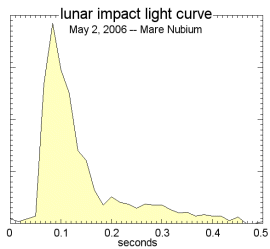 lunar impact light curve
May 2, 2006 -- Mare Nubium
0 0.1 0.2 0.3 0.4 0.5
seconds